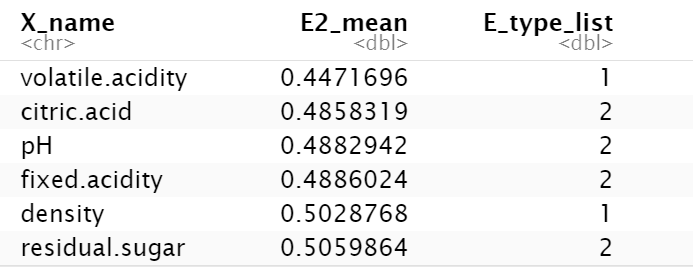 X_name E2_mean E_type_list
<chr> <dbl> <dbl>
volatile.acidity 0.4471696 1
citric.acid 0.4858319 2
pH 0.4882942 2
fixed.acidity 0.4886024 2
density 0.5028768 1
residual.sugar 0.5059864 2